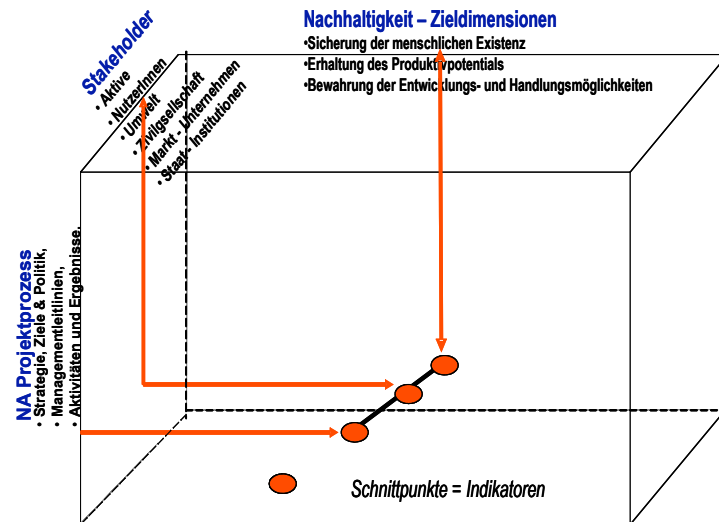 Nachhaltigkeit – Zieldimensionen
•Sicherung der menschlichen Existenz
•Erhaltung des Produktivpotentials
•Bewahrung der Entwicklungs- und Handlungsmöglichkeiten
Stakeholder
• Aktive
• NutzerInnen
• Umwelt
• Zivilgsellschaft
• Markt - Unternehmen
• Staat - Institutionen
NA Projektprozess
• Strategie, Ziele & Politik,
• Managementleitlinien,
• Aktivitäten und Ergebnisse.
Schnittpunkte = Indikatoren